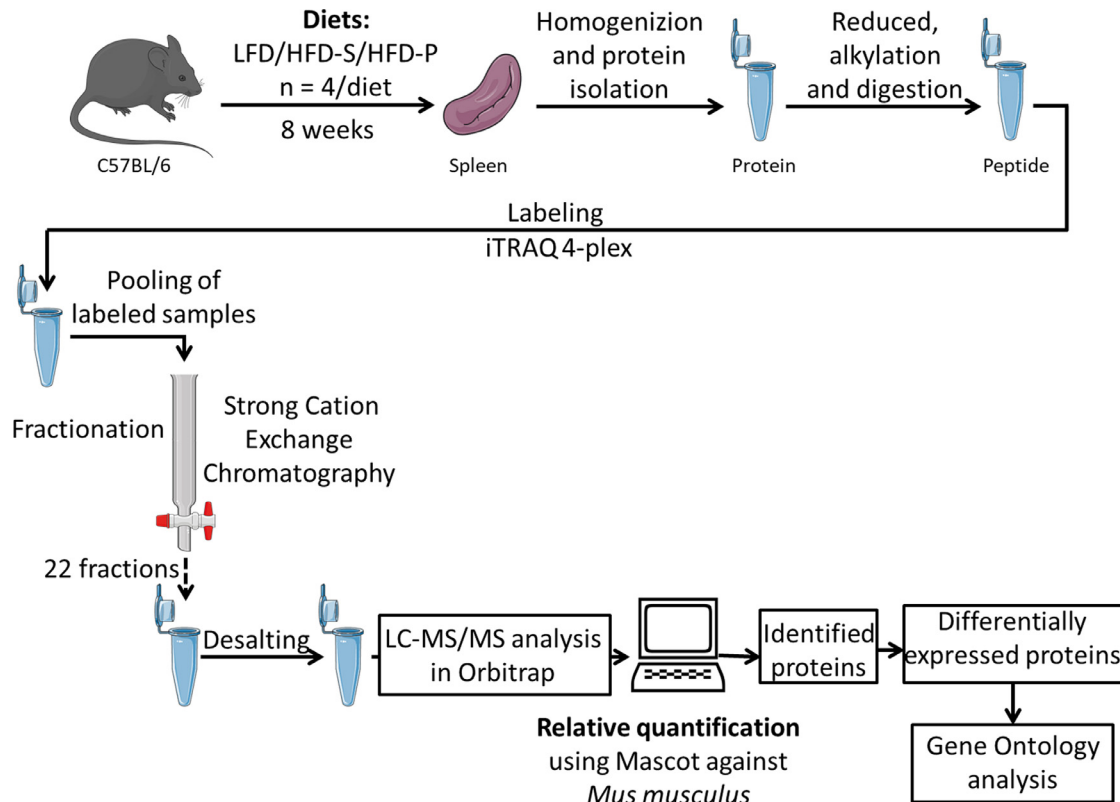 Diets:
LFD/HFD-S/HFD-P
n = 4/diet
8 weeks
Homogenizion
and protein
isolation
Reduced,
alkylation
and digestion
C57BL/6
Spleen
Protein
Peptide
Labeling
iTRAQ 4-plex
Pooling of
labeled samples
Fractionation
Strong Cation
Exchange
Chromatography
22 fractions
Desalting
LC-MS/MS analysis
in Orbitrap
Identified
proteins
Differentially
expressed proteins
Relative quantification
using Mascot against
Mus musculus
Gene Ontology
analysis